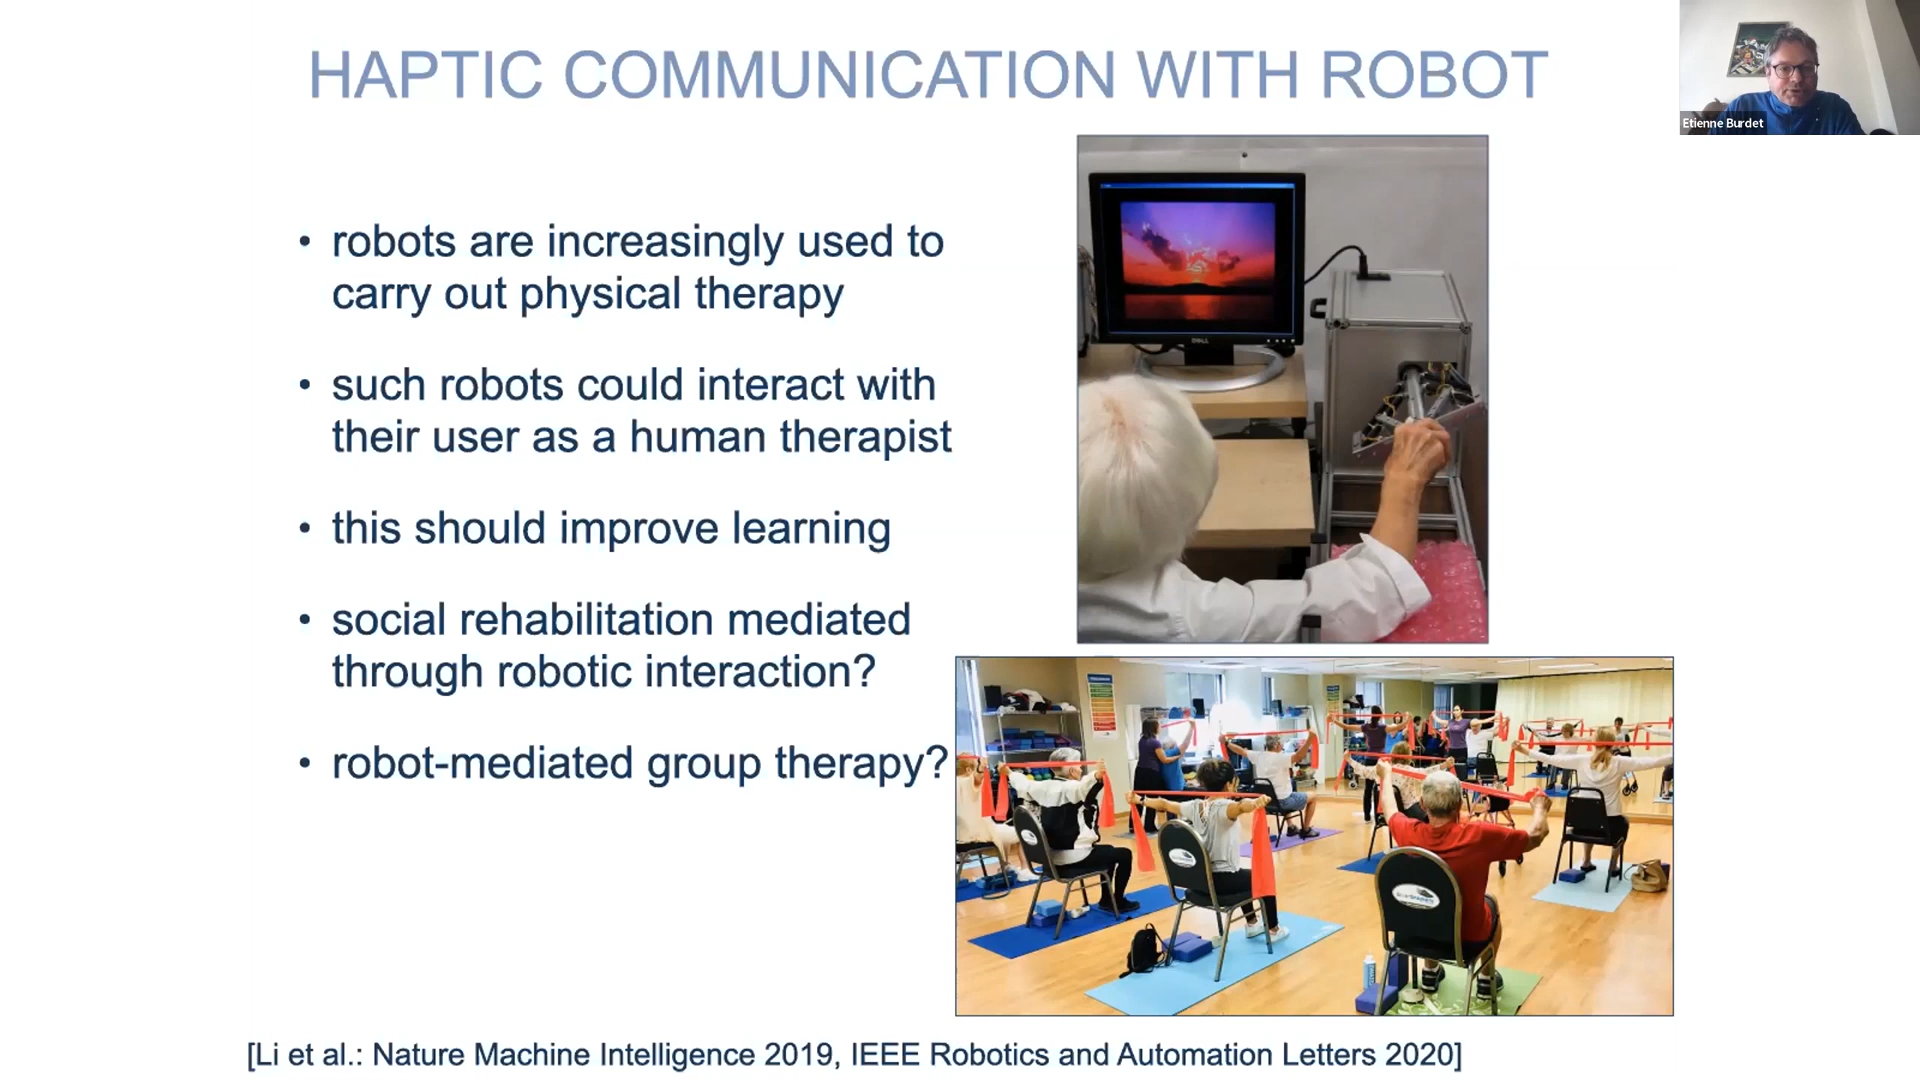 HAPTIC COMMUNICATION WITH ROBOT
Etienne Burdet
• robots are increasingly used to
carry out physical therapy
• such robots could interact with
their user as a human therapist
• this should improve learning
• social rehabilitation mediated
through robotic interaction?
• robot-mediated group therapy?
DELL
[Li et al.: Nature Machine Intelligence 2019, IEEE Robotics and Automation Letters 2020]